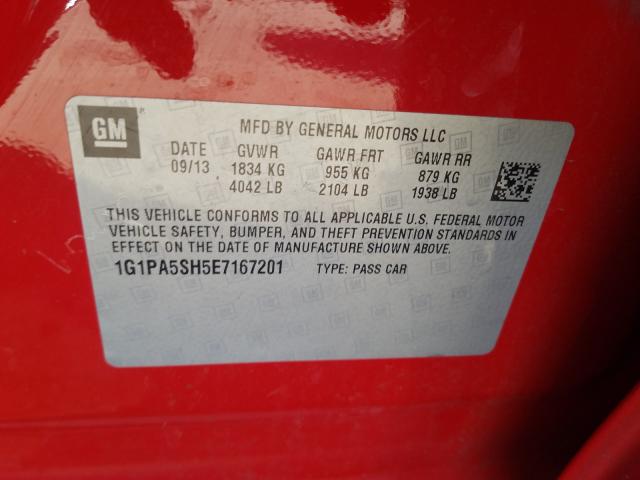 GM
MFD BY GENERAL MOTORS LLC
DATE GVWR GAWR FRT GAWR RR
09/13 1834 KG 955 KG 879 KG
4042 LB 2104 LB 1938 LB
THIS VEHICLE CONFORMS TO ALL APPLICABLE U.S. FEDERAL MOTOR
VEHICLE SAFETY, BUMPER, AND THEFT PREVENTION STANDARDS IN
EFFECT ON THE DATE OF MANUFACTURE SHOWN ABOVE.
1G1PA5SH5E7167201 TYPE: PASS CAR